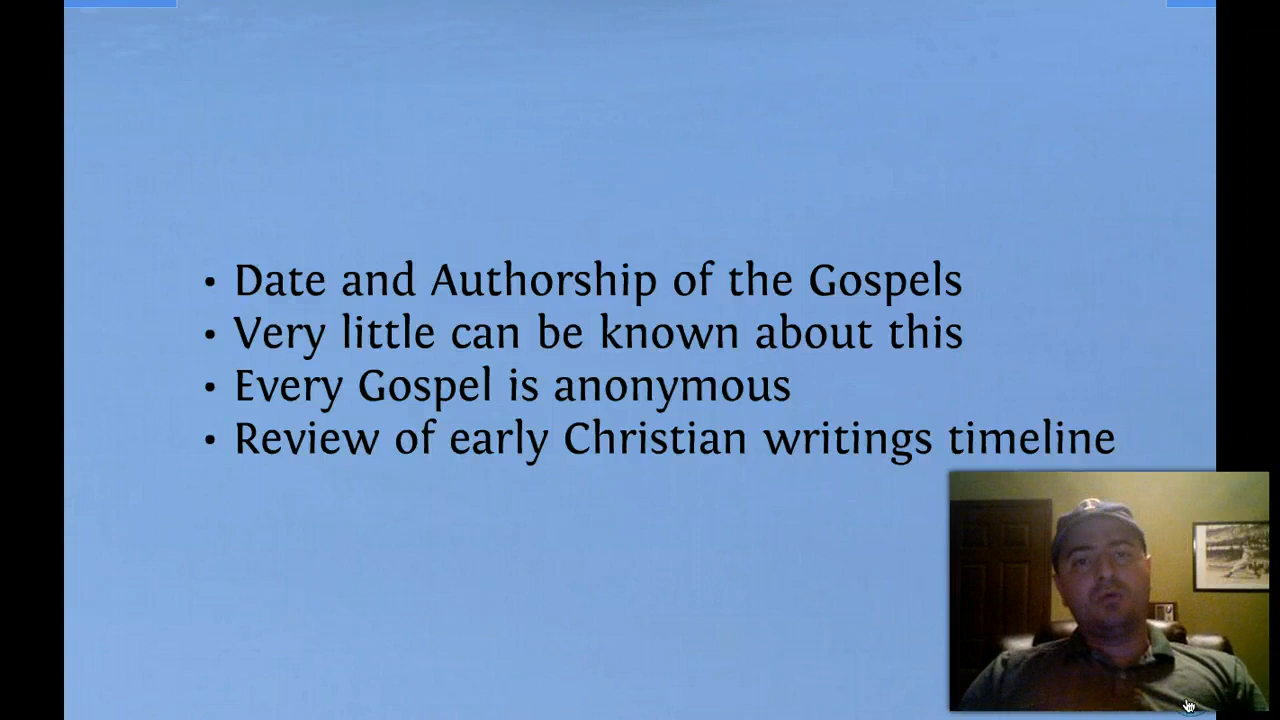 • Date and Authorship of the Gospels
• Very little can be known about this
• Every Gospel is anonymous
• Review of early Christian writings timeline